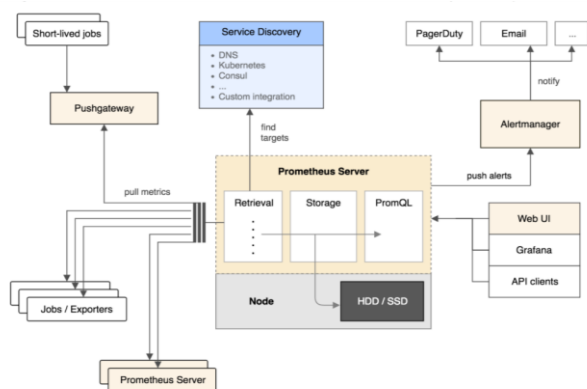 Short-lived jobs
Service Discovery
PagerDuty
Email
...
• DNS
• Kubernetes
• Consul
• ...
• Custom integration
notify
Pushgateway
Alertmanager
find
targets
Prometheus Server
push alerts
pull metrics
Retrieval
Storage
PromQL
Web UI
Grafana
API clients
Jobs / Exporters
Node
HDD / SSD
Prometheus Server